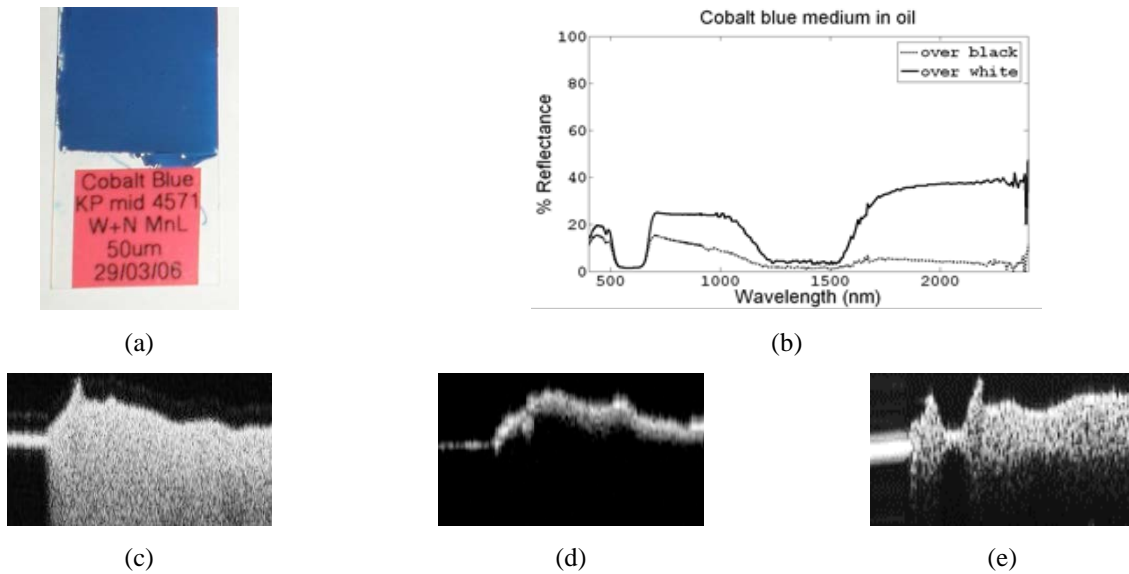 Cobalt Blue
KP mid 4571
W+N MnL
50um
29/03/06
(a)
Cobalt blue medium in oil
100
80
60
40
20
0
% Reflectance
over black
over white
500
1000
1500
2000
Wavelength (nm)
(b)
(c)
(d)
(e)